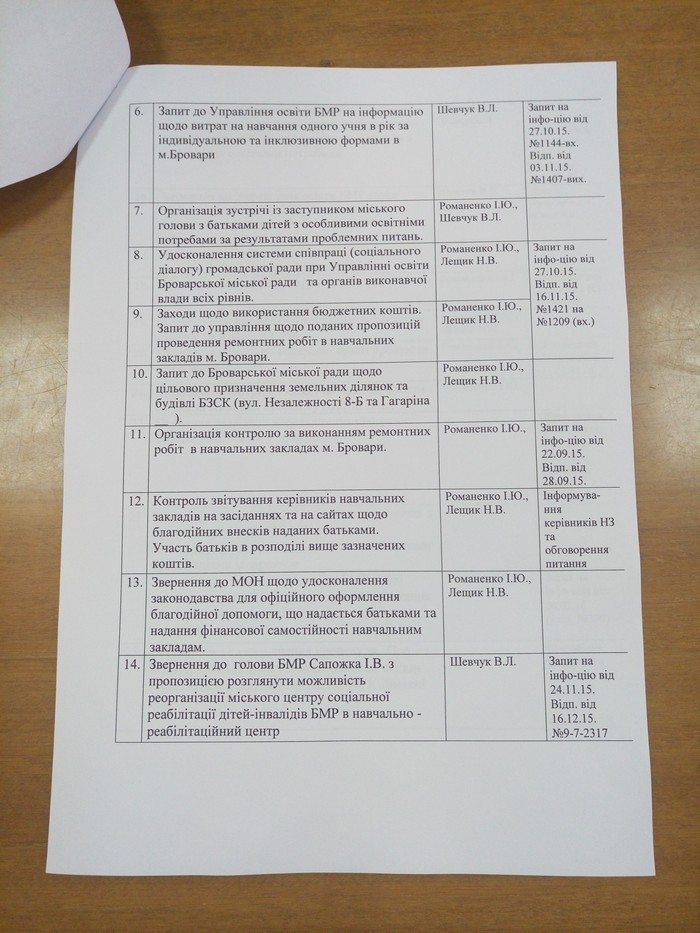 6. Запит до Управління освіти БМР на інформацію
щодо витрат на навчання одного учня в рік за
індивідуальною та інклюзивною формами в
м.Бровари
Шевчук В.Л.
Запит на
інфо-цію від
27.10.15.
№1144-вх.
Відп. від
03.11.15.
№1407-вих.
7. Організація зустрічі із заступником міського
голови з батьками дітей з особливими освітніми
потребами за результатами проблемних питань.
Романенко І.Ю.,
Шевчук В.Л.
8. Удосконалення системи співпраці (соціального
діалогу) громадської ради при Управлінні освіти
Броварської міської ради та органів виконавчої
влади всіх рівнів.
Романенко І.Ю.,
Лещик Н.В.
Запит на
інфо-цію від
27.10.15.
Відп. від
16.11.15.
№1421 на
№1209 (вх.)
9. Заходи щодо використання бюджетних коштів.
Запит до управління щодо поданих пропозицій
проведення ремонтних робіт в навчальних
закладів м. Бровари.
Романенко І.Ю.,
Лещик Н.В.
10. Запит до Броварської міської ради щодо
цільового призначення земельних ділянок та
будівлі БЗСК (вул. Незалежності 8-Б та Гагаріна
__ ).
Романенко І.Ю.,
Лещик Н.В.
11. Організація контролю за виконанням ремонтних
робіт в навчальних закладах м. Бровари.
Романенко І.Ю.,
Запит на
інфо-цію від
22.09.15.
Відп. від
28.09.15.
12. Контроль звітування керівників навчальних
закладів на засіданнях та на сайтах щодо
благодійних внесків наданих батьками.
Участь батьків в розподілі вище зазначених
коштів.
Романенко І.Ю.,
Лещик Н.В.
Інформува-
ння
керівників НЗ
та
обговорення
питання
13. Звернення до МОН щодо удосконалення
законодавства для офіційного оформлення
благодійної допомоги, що надається батьками та
надання фінансової самостійності навчальним
закладам.
Романенко І.Ю.,
Лещик Н.В.
14. Звернення до голови БМР Сапожка І.В. з
пропозицією розглянути можливість
реорганізації міського центру соціальної
реабілітації дітей-інвалідів БМР в навчально -
реабілітаційний центр
Шевчук В.Л.
Запит на
інфо-цію від
24.11.15.
Відп. від
16.12.15.
№9-7-2317